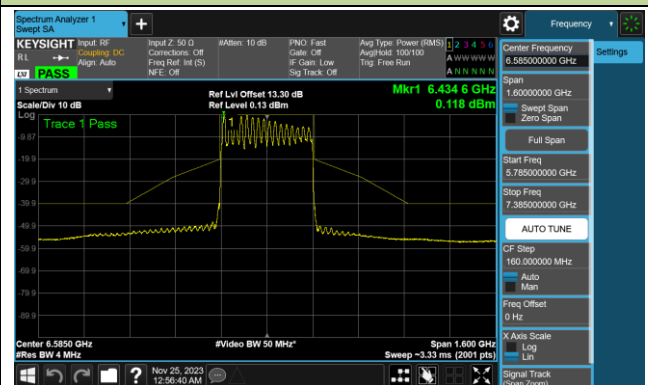 Spectrum Analyzer 1
Swept SA
Frequency
KEYSIGHT
Input: RF
Input Z: 50 Ω
#Atten: 10 dB
PNO: Fast
Avg Type: Power (RMS)
1 2 3 4 5 6
RL
Coupling: DC
Corrections: Off
Gate: Off
Avg|Hold: 100/100
A W W W W W
Align: Auto
Freq Ref: Int (S)
IF Gain: Low
Trig: Free Run
LXI
PASS
NFE: Off
Sig Track: Off
A N N N N N
1 Spectrum
Ref Lvl Offset 13.30 dB
Mkr1 6.434 6 GHz
Scale/Div 10 dB
Ref Level 0.13 dBm
0.118 dBm
Log
Trace 1 Pass
1
-9.87
-19.9
-29.9
-39.9
-49.9
-59.9
-69.9
-79.9
-89.9
Center 6.5850 GHz
#Video BW 50 MHz*
Span 1.600 GHz
#Res BW 4 MHz
Sweep ~3.33 ms (2001 pts)
Nov 25, 2023
12:56:40 AM
Center Frequency
6.585000000 GHz
Settings
Span
1.60000000 GHz
Swept Span
Zero Span
Full Span
Start Freq
5.785000000 GHz
Stop Freq
7.385000000 GHz
AUTO TUNE
CF Step
160.000000 MHz
Auto
Man
Freq Offset
0 Hz
X Axis Scale
Log
Lin
Signal Track
(Span Zoom)